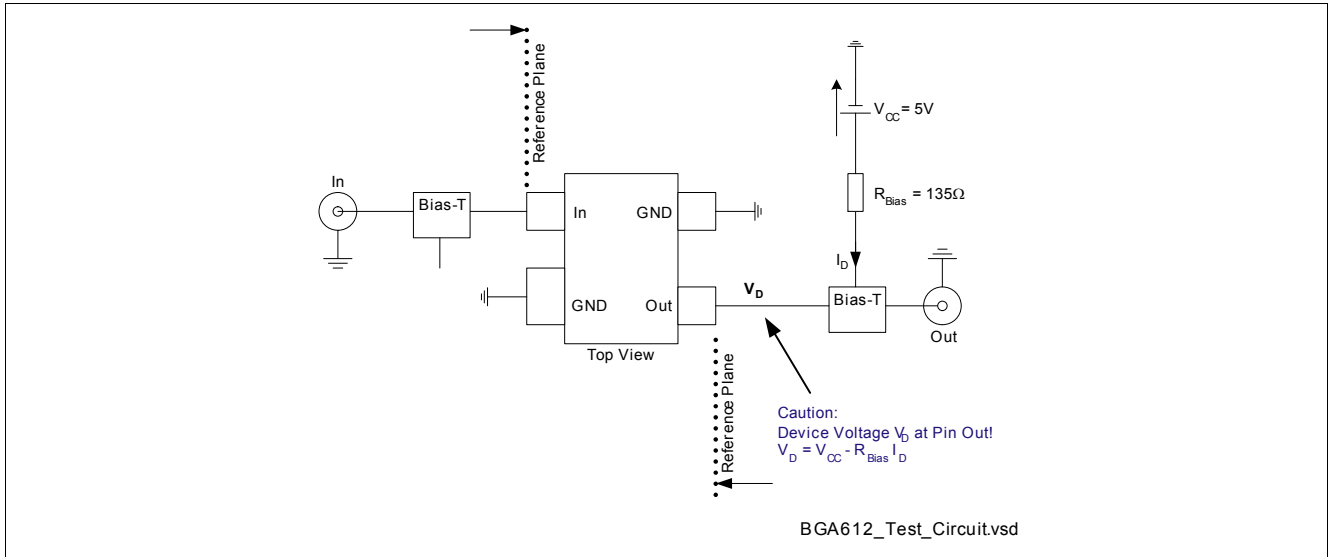 Reference Plane
V_CC = 5V
In
Bias-T
In
GND
R_Bias = 135Ω
I_D
GND
Out
V_D
Bias-T
Out
Top View
Reference Plane
Caution:
Device Voltage V_D at Pin Out!
V_D = V_CC - R_Bias I_D
BGA612_Test_Circuit.vsd